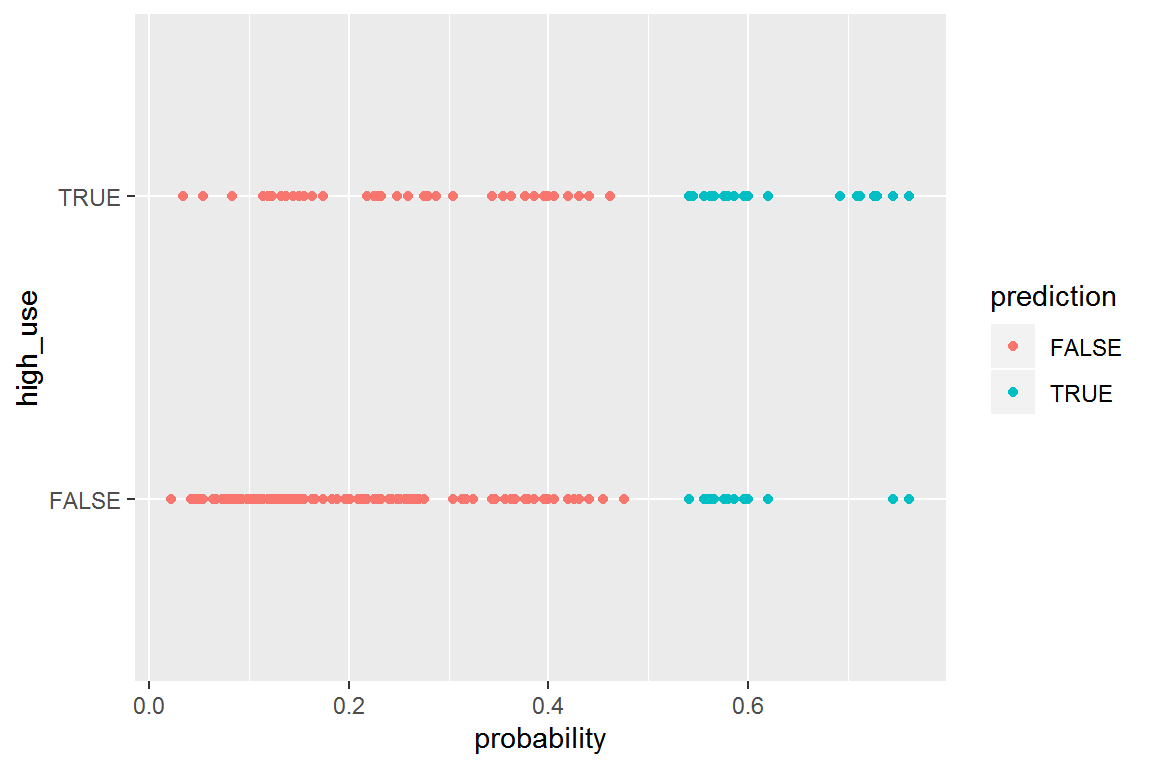 TRUE
FALSE
high_use
0.0
0.2
0.4
0.6
probability
prediction
FALSE
TRUE